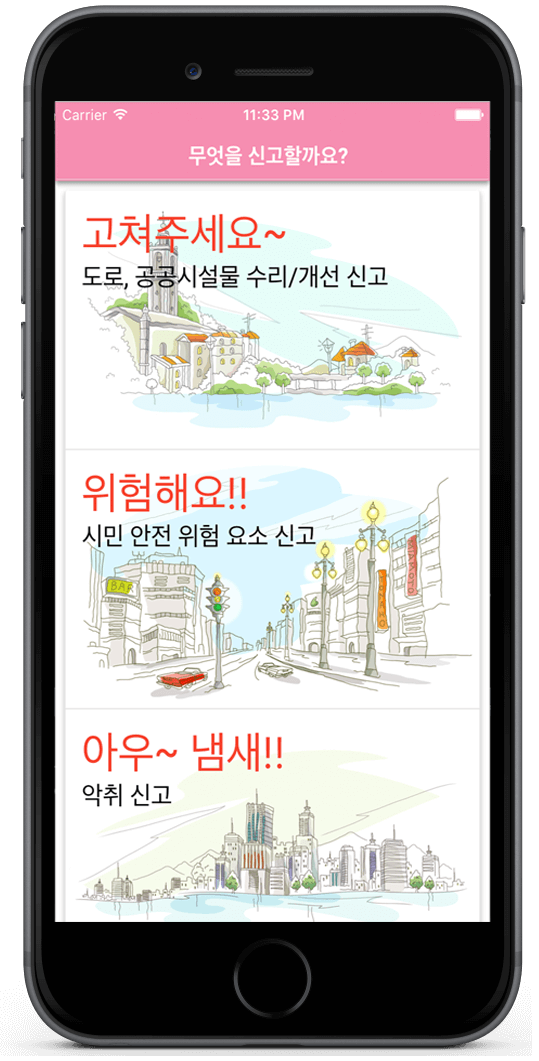 Carrier 11:33 PM
무엇을 신고할까요?
고쳐주세요~
도로, 공공시설물 수리/개선 신고
위험해요!!
시민 안전 위험 요소 신고
BAR
아우~ 냄새!!
악취 신고